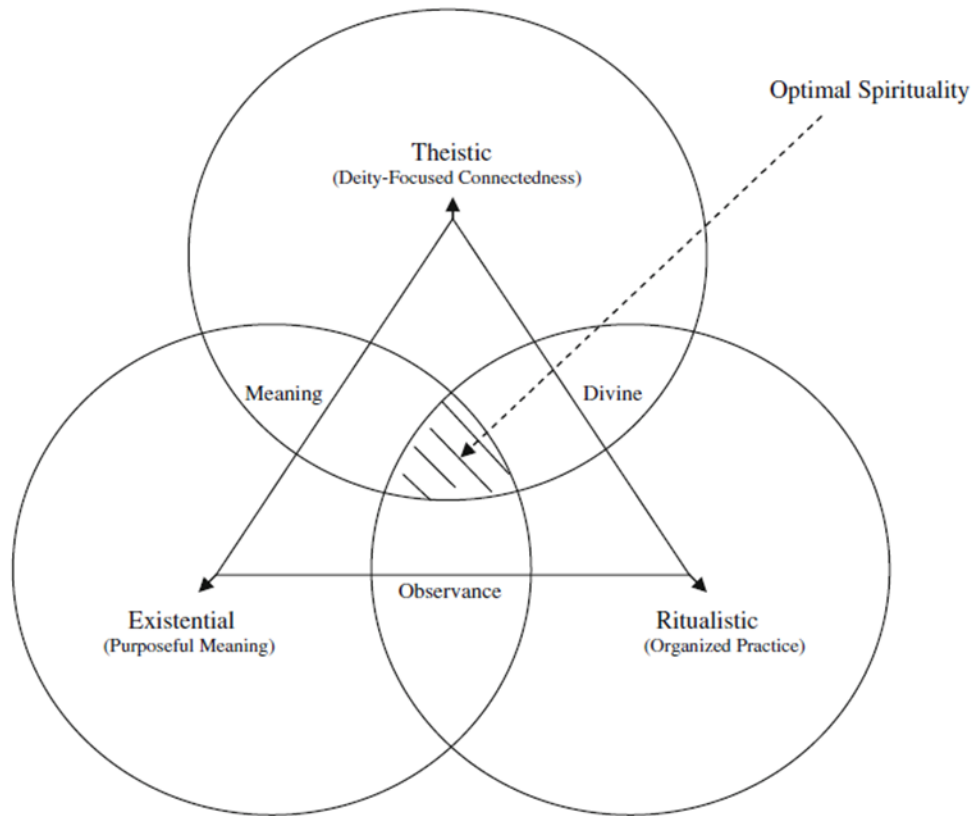 Optimal Spirituality
Theistic
(Deity-Focused Connectedness)
Meaning
Divine
Observance
Existential
(Purposeful Meaning)
Ritualistic
(Organized Practice)